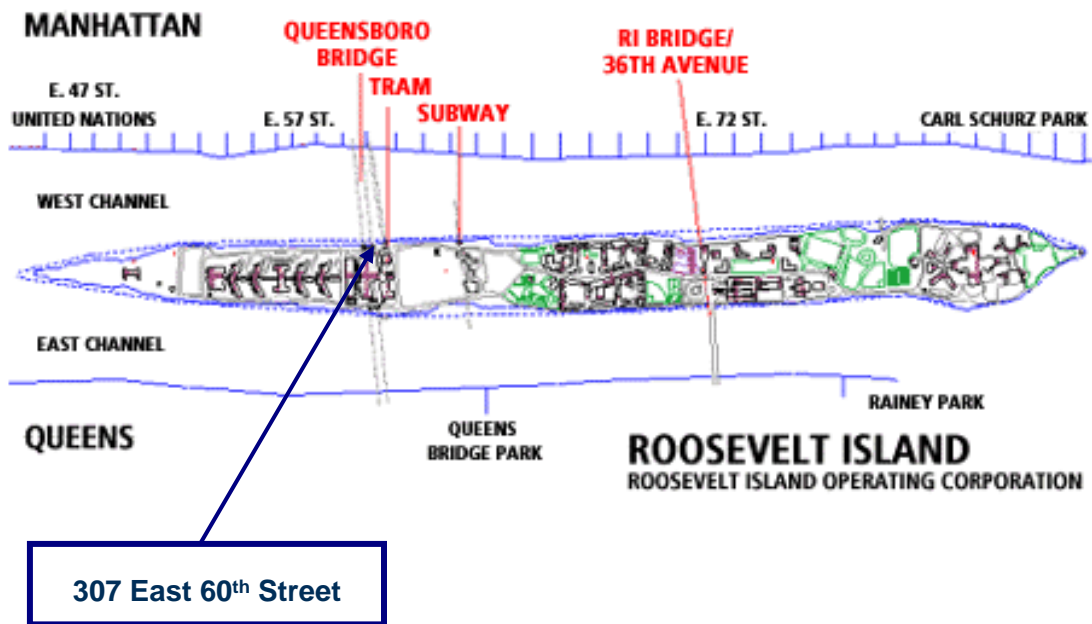 MANHATTAN
QUEENSBORO
BRIDGE
TRAM
SUBWAY
RI BRIDGE/
36TH AVENUE
E. 47 ST.
UNITED NATIONS
E. 57 ST.
E. 72 ST.
CARL SCHURZ PARK
WEST CHANNEL
EAST CHANNEL
QUEENS
QUEENS
BRIDGE PARK
RAINEY PARK
ROOSEVELT ISLAND
ROOSEVELT ISLAND OPERATING CORPORATION
307 East 60th Street